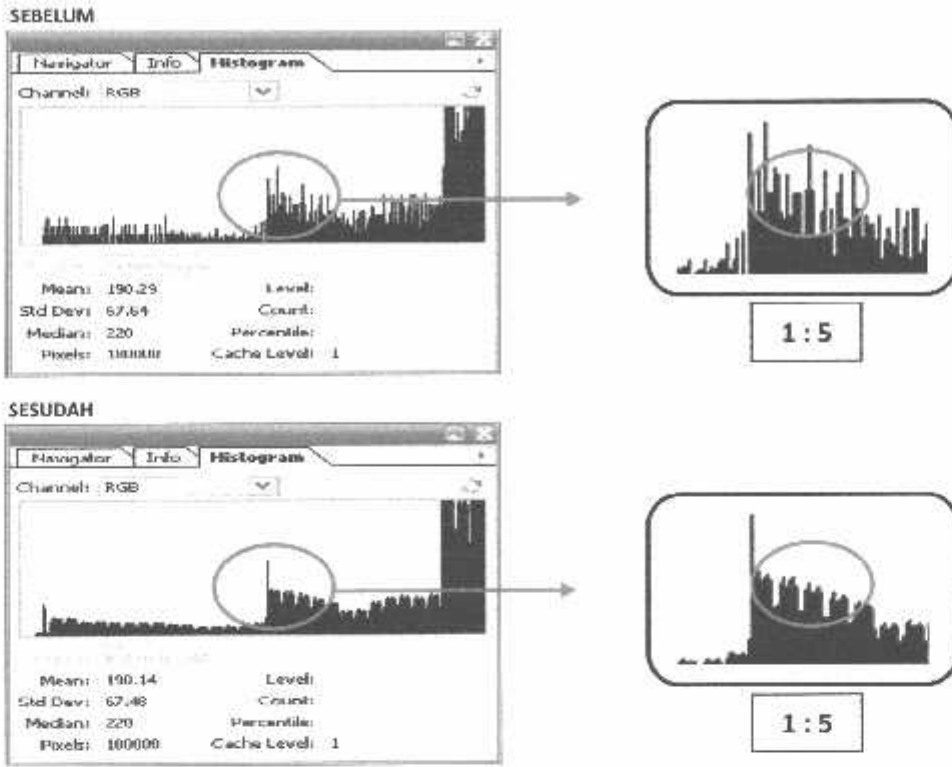 SEBELUM
Navigator Info Histogram
Channel: RGB
Mean: 190.29 Level:
Std Dev: 67.64 Count:
Median: 220 Percentile:
Pixels: 100000 Cache Level: 1
1 : 5
SESUDAH
Navigator Info Histogram
Channel: RGB
Mean: 190.14 Level:
Std Dev: 67.48 Count:
Median: 220 Percentile:
Pixels: 100000 Cache Level: 1
1 : 5